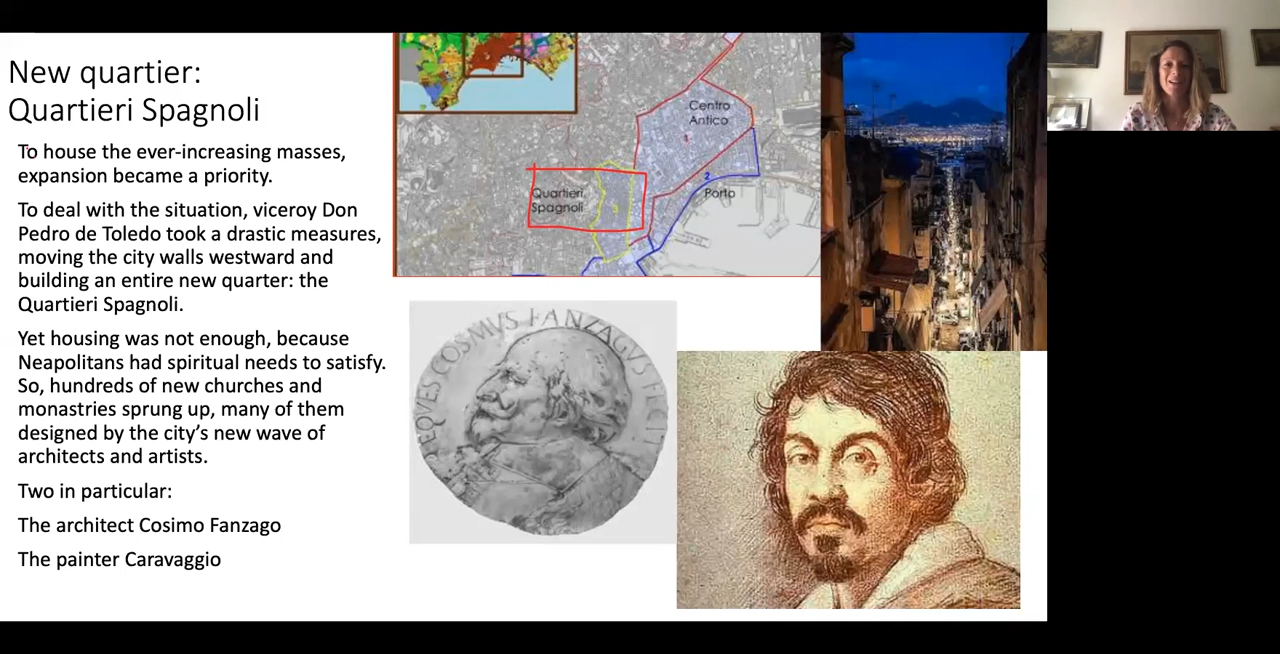 New quartier:
Quartieri Spagnoli
To house the ever-increasing masses,
expansion became a priority.
To deal with the situation, viceroy Don
Pedro de Toledo took a drastic measures,
moving the city walls westward and
building an entire new quarter: the
Quartieri Spagnoli.
Yet housing was not enough, because
Neapolitans had spiritual needs to satisfy.
So, hundreds of new churches and
monastries sprung up, many of them
designed by the city's new wave of
architects and artists.
Two in particular:
The architect Cosimo Fanzago
The painter Caravaggio
Centro
Antico
1
2
Porto
Quartieri
Spagnoli
3
EQVES COSMVS FANZAGVS FECIT